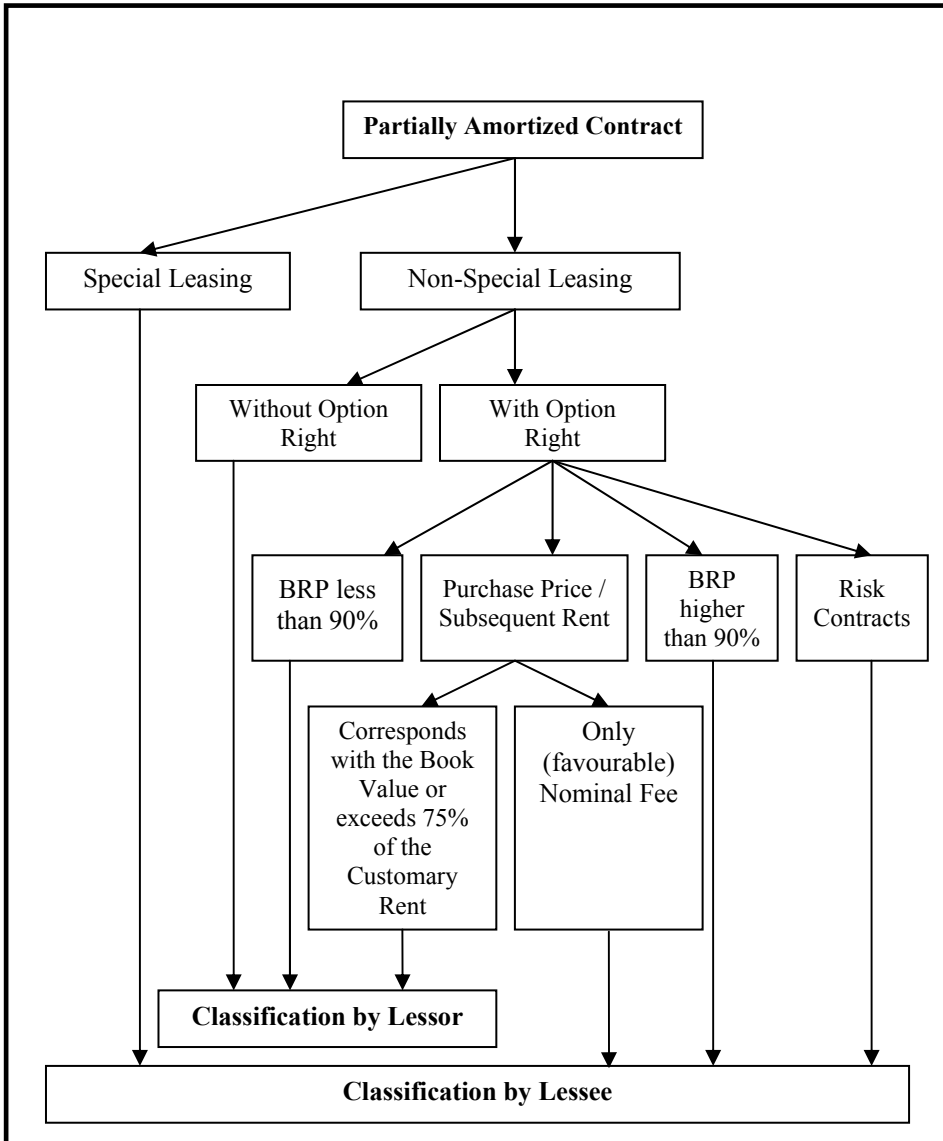 Partially Amortized Contract
Special Leasing
Non-Special Leasing
Without Option
Right
With Option
Right
BRP less
than 90%
Purchase Price /
Subsequent Rent
BRP
higher
than 90%
Risk
Contracts
Corresponds
with the Book
Value or
exceeds 75%
of the
Customary
Rent
Only
(favourable)
Nominal Fee
Classification by Lessor
Classification by Lessee